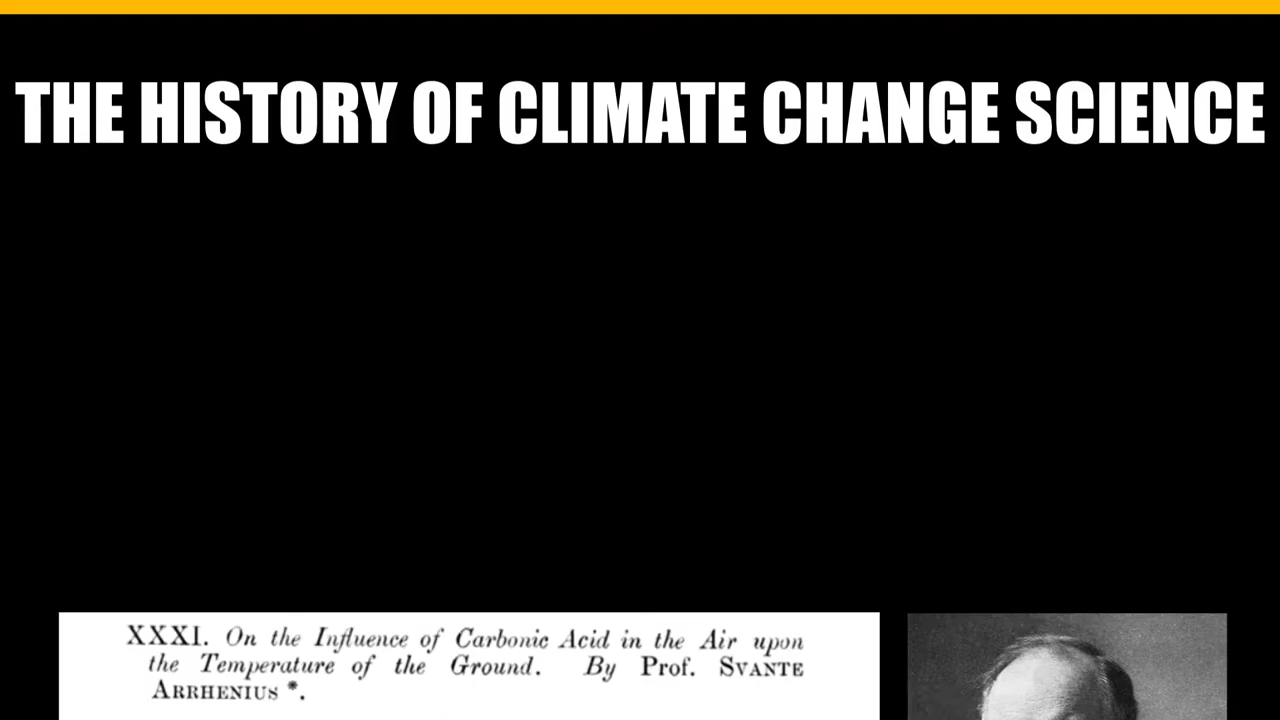 THE HISTORY OF CLIMATE CHANGE SCIENCE
XXXI. On the Influence of Carbonic Acid in the Air upon
the Temperature of the Ground. By Prof. SVANTE
ARRHENIUS *.